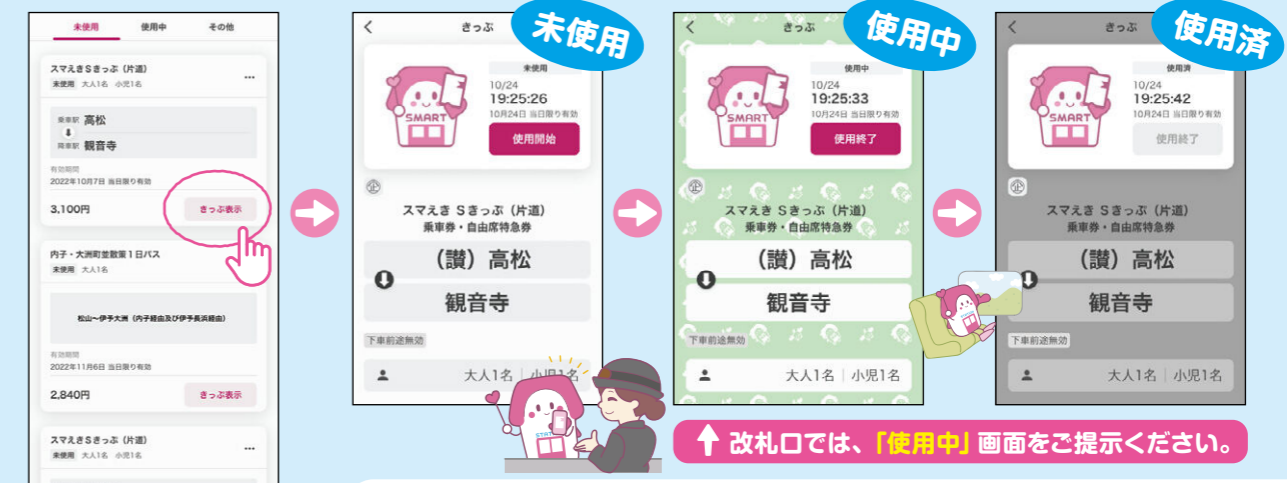 未使用 使用中 その他
スマえきSきっぷ（片道） ...
未使用 大人1名 小児1名
乗車駅 高松
降車駅 観音寺
有効期間
2022年10月7日 当日限り有効
3,100円 きっぷ表示
内子・大洲町並散策1日パス
未使用 大人1名
松山〜伊予大洲（内子経由及び伊予長浜経由）
有効期間
2022年11月6日 当日限り有効
2,840円 きっぷ表示
スマえきSきっぷ（片道） ...
未使用 大人1名 小児1名
きっぷ
未使用
未使用
10/24
19:25:26
10月24日 当日限り有効
使用開始
SMART
企
スマえき Sきっぷ（片道）
乗車券・自由席特急券
（讃）高松
観音寺
下車前途無効
大人1名 小児1名
START
きっぷ
使用中
使用中
10/24
19:25:33
10月24日 当日限り有効
使用終了
SMART
企
スマえき Sきっぷ（片道）
乗車券・自由席特急券
（讃）高松
観音寺
下車前途無効
大人1名 小児1名
きっぷ
使用済
使用済
10/24
19:25:42
10月24日 当日限り有効
使用終了
SMART
企
スマえき Sきっぷ（片道）
乗車券・自由席特急券
（讃）高松
観音寺
下車前途無効
大人1名 小児1名
改札口では、「使用中」画面をご提示ください。